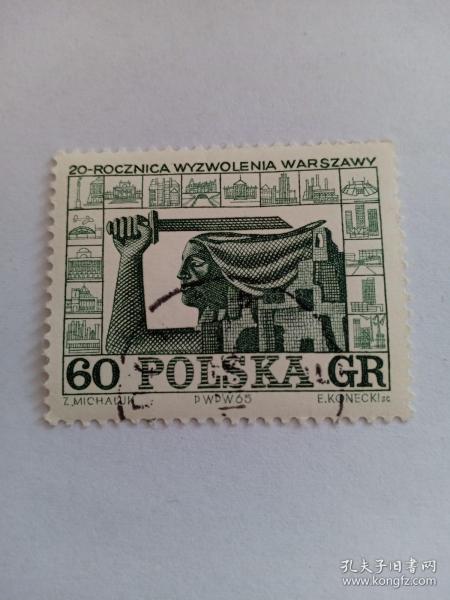 20-ROCZNICA WYZWOLENIA WARSZAWY
60 POLSKA GR
Z. MICHALUK PWPW 65 E. KONECKI sc.
孔夫子旧书网
www.kongfz.com